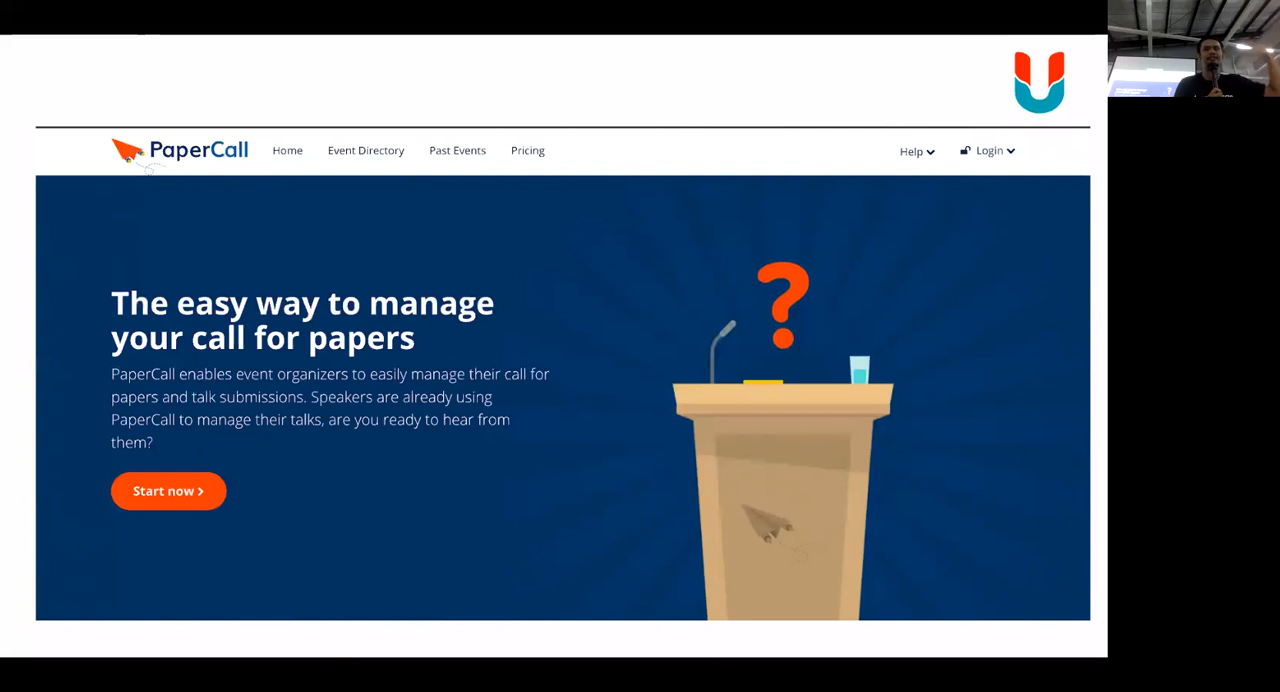 PaperCall
Home
Event Directory
Past Events
Pricing
Help
Login
The easy way to manage
your call for papers
PaperCall enables event organizers to easily manage their call for
papers and talk submissions. Speakers are already using
PaperCall to manage their talks, are you ready to hear from
them?
Start now
?